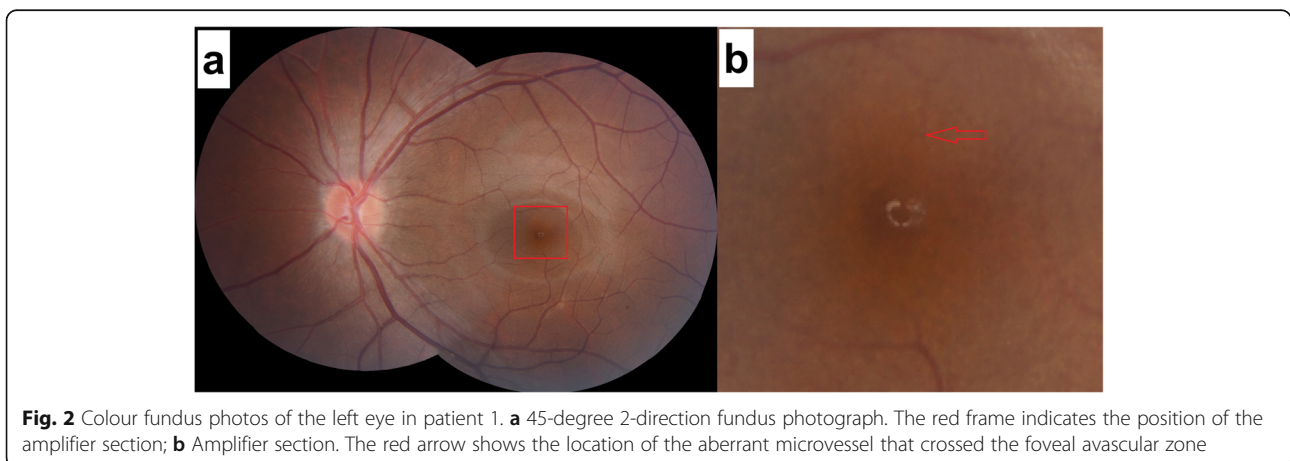 a
b
Fig. 2 Colour fundus photos of the left eye in patient 1. a 45-degree 2-direction fundus photograph. The red frame indicates the position of the
amplifier section; b Amplifier section. The red arrow shows the location of the aberrant microvessel that crossed the foveal avascular zone